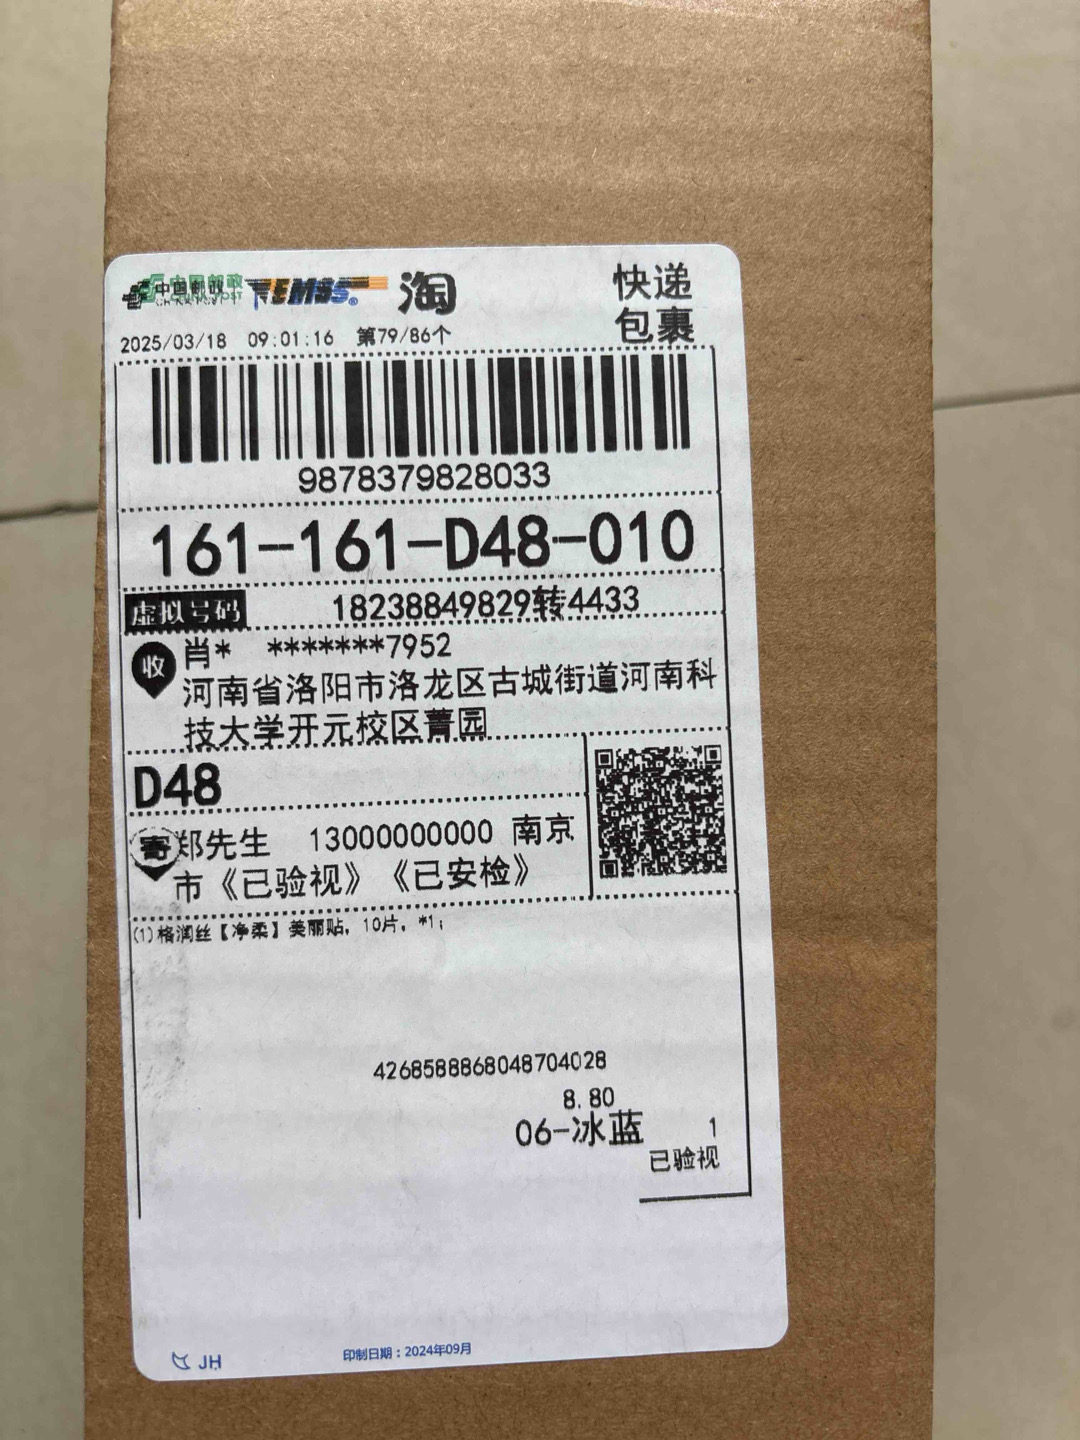 中国邮政 EMS 淘
CHINA POST
快递
包裹
2025/03/18 09:01:16 第79/86个
9878379828033
161-161-D48-010
虚拟号码 18238849829转4433
收 肖* *******7952
河南省洛阳市洛龙区古城街道河南科
技大学开元校区菁园
D48
寄 郑先生 13000000000 南京
市《已验视》《已安检》
(1)格润丝【净柔】美丽贴, 10片, *1;
4268588868048704028
8.80
06-冰蓝 1
已验视
JH 印制日期：2024年09月